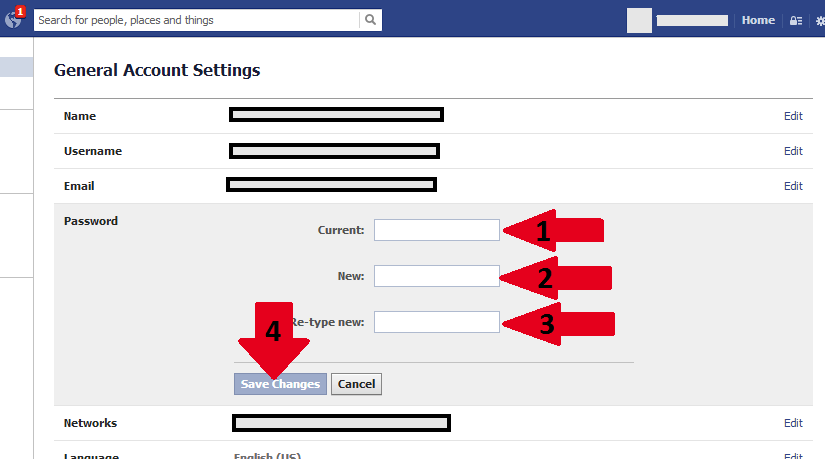 1
Search for people, places and things
Home
General Account Settings
Name Edit
Username Edit
Email Edit
Password
Current: 1
New: 2
Re-type new: 3
4
Save Changes Cancel
Networks Edit
Language English (US) Edit